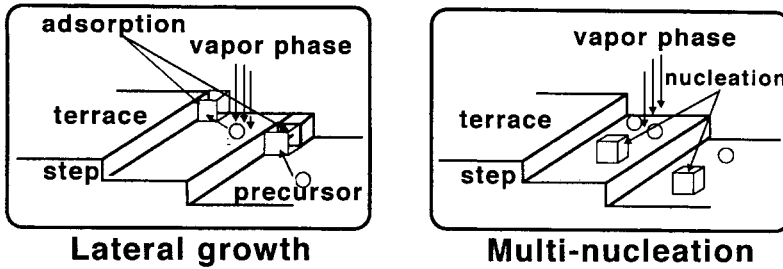 adsorption
vapor phase
terrace
step
precursor
Lateral growth
vapor phase
nucleation
terrace
step
Multi-nucleation